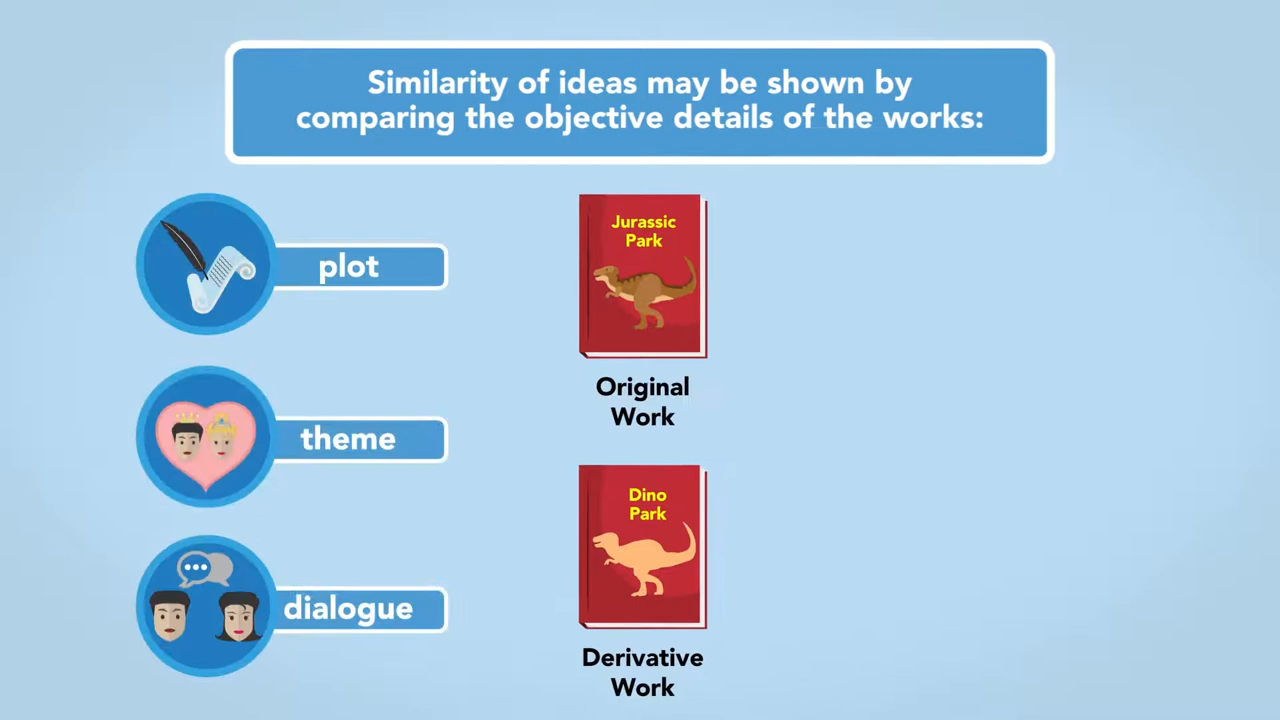 Similarity of ideas may be shown by
comparing the objective details of the works:
plot
theme
dialogue
Jurassic
Park
Original
Work
Dino
Park
Derivative
Work